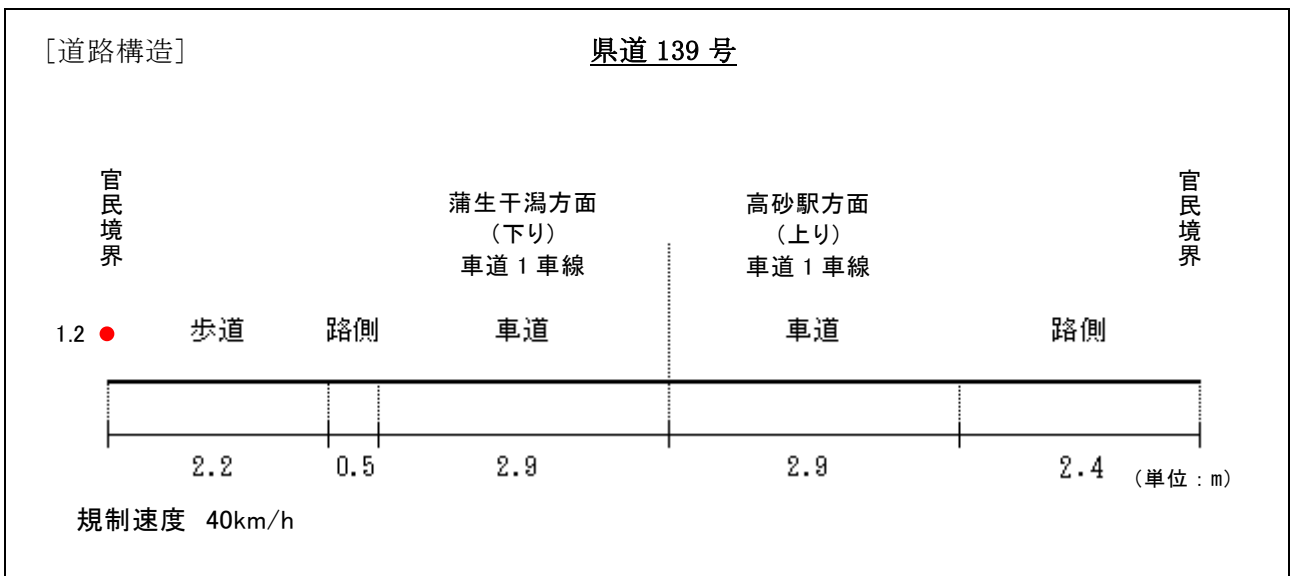 ［道路構造］
県道 139 号
官民境界
蒲生干潟方面
（下り）
車道 1 車線
高砂駅方面
（上り）
車道 1 車線
官民境界
1.2
歩道
路側
車道
車道
路側
2.2
0.5
2.9
2.9
2.4
（単位：m）
規制速度 40km/h